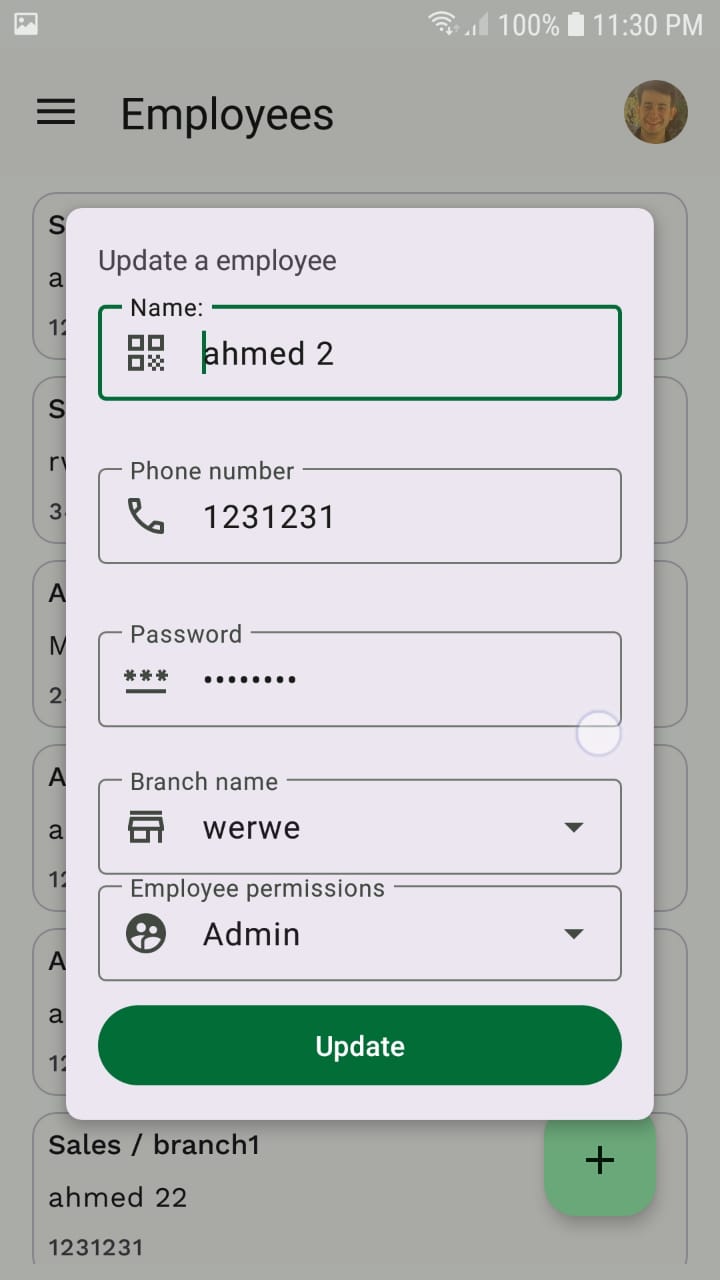 100% 11:30 PM
Employees
Update a employee
Name:
ahmed 2
Phone number
1231231
Password
Branch name
werwe
Employee permissions
Admin
Update
Sales / branch1
ahmed 22
1231231